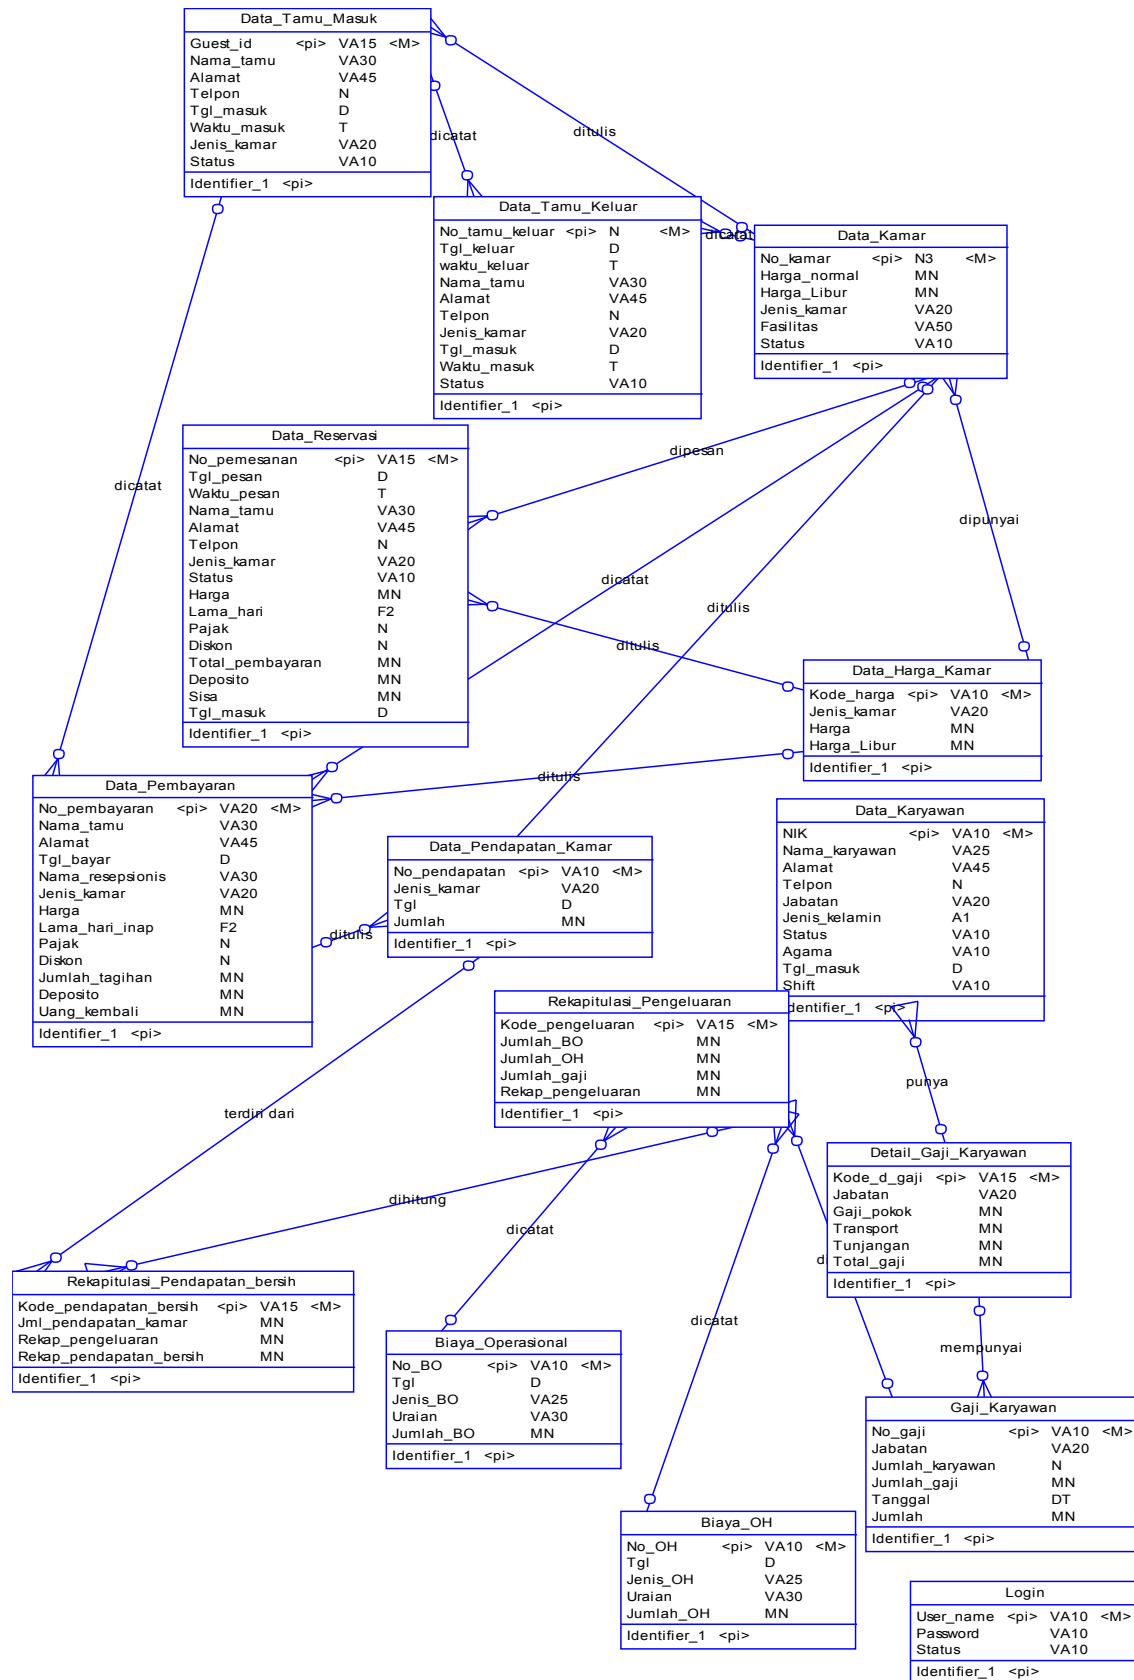 Data_Tamu_Masuk
Guest_id <pi> VA15 <M>
Nama_tamu VA30
Alamat VA45
Telpon N
Tgl_masuk D
Waktu_masuk T
Jenis_kamar VA20
Status VA10
Identifier_1 <pi>
dicatat
ditulis
Data_Tamu_Keluar
No_tamu_keluar <pi> N <M>
Tgl_keluar D
waktu_keluar T
Nama_tamu VA30
Alamat VA45
Telpon N
Jenis_kamar VA20
Tgl_masuk D
Waktu_masuk T
Status VA10
Identifier_1 <pi>
dicatat
Data_Kamar
No_kamar <pi> N3 <M>
Harga_normal MN
Harga_Libur MN
Jenis_kamar VA20
Fasilitas VA50
Status VA10
Identifier_1 <pi>
Data_Reservasi
No_pemesanan <pi> VA15 <M>
Tgl_pesan D
Waktu_pesan T
Nama_tamu VA30
Alamat VA45
Telpon N
Jenis_kamar VA20
Status VA10
Harga MN
Lama_hari F2
Pajak N
Diskon N
Total_pembayaran MN
Deposito MN
Sisa MN
Tgl_masuk D
Identifier_1 <pi>
dicatat
dipesan
dipunyai
dicatat
ditulis
ditulis
Data_Harga_Kamar
Kode_harga <pi> VA10 <M>
Jenis_kamar VA20
Harga MN
Harga_Libur MN
Identifier_1 <pi>
ditulis
Data_Pembayaran
No_pembayaran <pi> VA20 <M>
Nama_tamu VA30
Alamat VA45
Tgl_bayar D
Nama_resepsionis VA30
Jenis_kamar VA20
Harga MN
Lama_hari_inap F2
Pajak N
Diskon N
Jumlah_tagihan MN
Deposito MN
Uang_kembali MN
Identifier_1 <pi>
ditulis
Data_Pendapatan_Kamar
No_pendapatan <pi> VA10 <M>
Jenis_kamar VA20
Tgl D
Jumlah MN
Identifier_1 <pi>
Data_Karyawan
NIK <pi> VA10 <M>
Nama_karyawan VA25
Alamat VA45
Telpon N
Jabatan VA20
Jenis_kelamin A1
Status VA10
Agama VA10
Tgl_masuk D
Shift VA10
dentifier_1 <pi>
Rekapitulasi_Pengeluaran
Kode_pengeluaran <pi> VA15 <M>
Jumlah_BO MN
Jumlah_OH MN
Jumlah_gaji MN
Rekap_pengeluaran MN
Identifier_1 <pi>
punya
terdiri dari
Detail_Gaji_Karyawan
Kode_d_gaji <pi> VA15 <M>
Jabatan VA20
Gaji_pokok MN
Transport MN
Tunjangan MN
Total_gaji MN
Identifier_1 <pi>
dihitung
dicatat
di
dicatat
mempunyai
Rekapitulasi_Pendapatan_bersih
Kode_pendapatan_bersih <pi> VA15 <M>
Jml_pendapatan_kamar MN
Rekap_pengeluaran MN
Rekap_pendapatan_bersih MN
Identifier_1 <pi>
Biaya_Operasional
No_BO <pi> VA10 <M>
Tgl D
Jenis_BO VA25
Uraian VA30
Jumlah_BO MN
Identifier_1 <pi>
Gaji_Karyawan
No_gaji <pi> VA10 <M>
Jabatan VA20
Jumlah_karyawan N
Jumlah_gaji MN
Tanggal DT
Jumlah MN
Identifier_1 <pi>
Biaya_OH
No_OH <pi> VA10 <M>
Tgl D
Jenis_OH VA25
Uraian VA30
Jumlah_OH MN
Identifier_1 <pi>
Login
User_name <pi> VA10 <M>
Password VA10
Status VA10
Identifier_1 <pi>